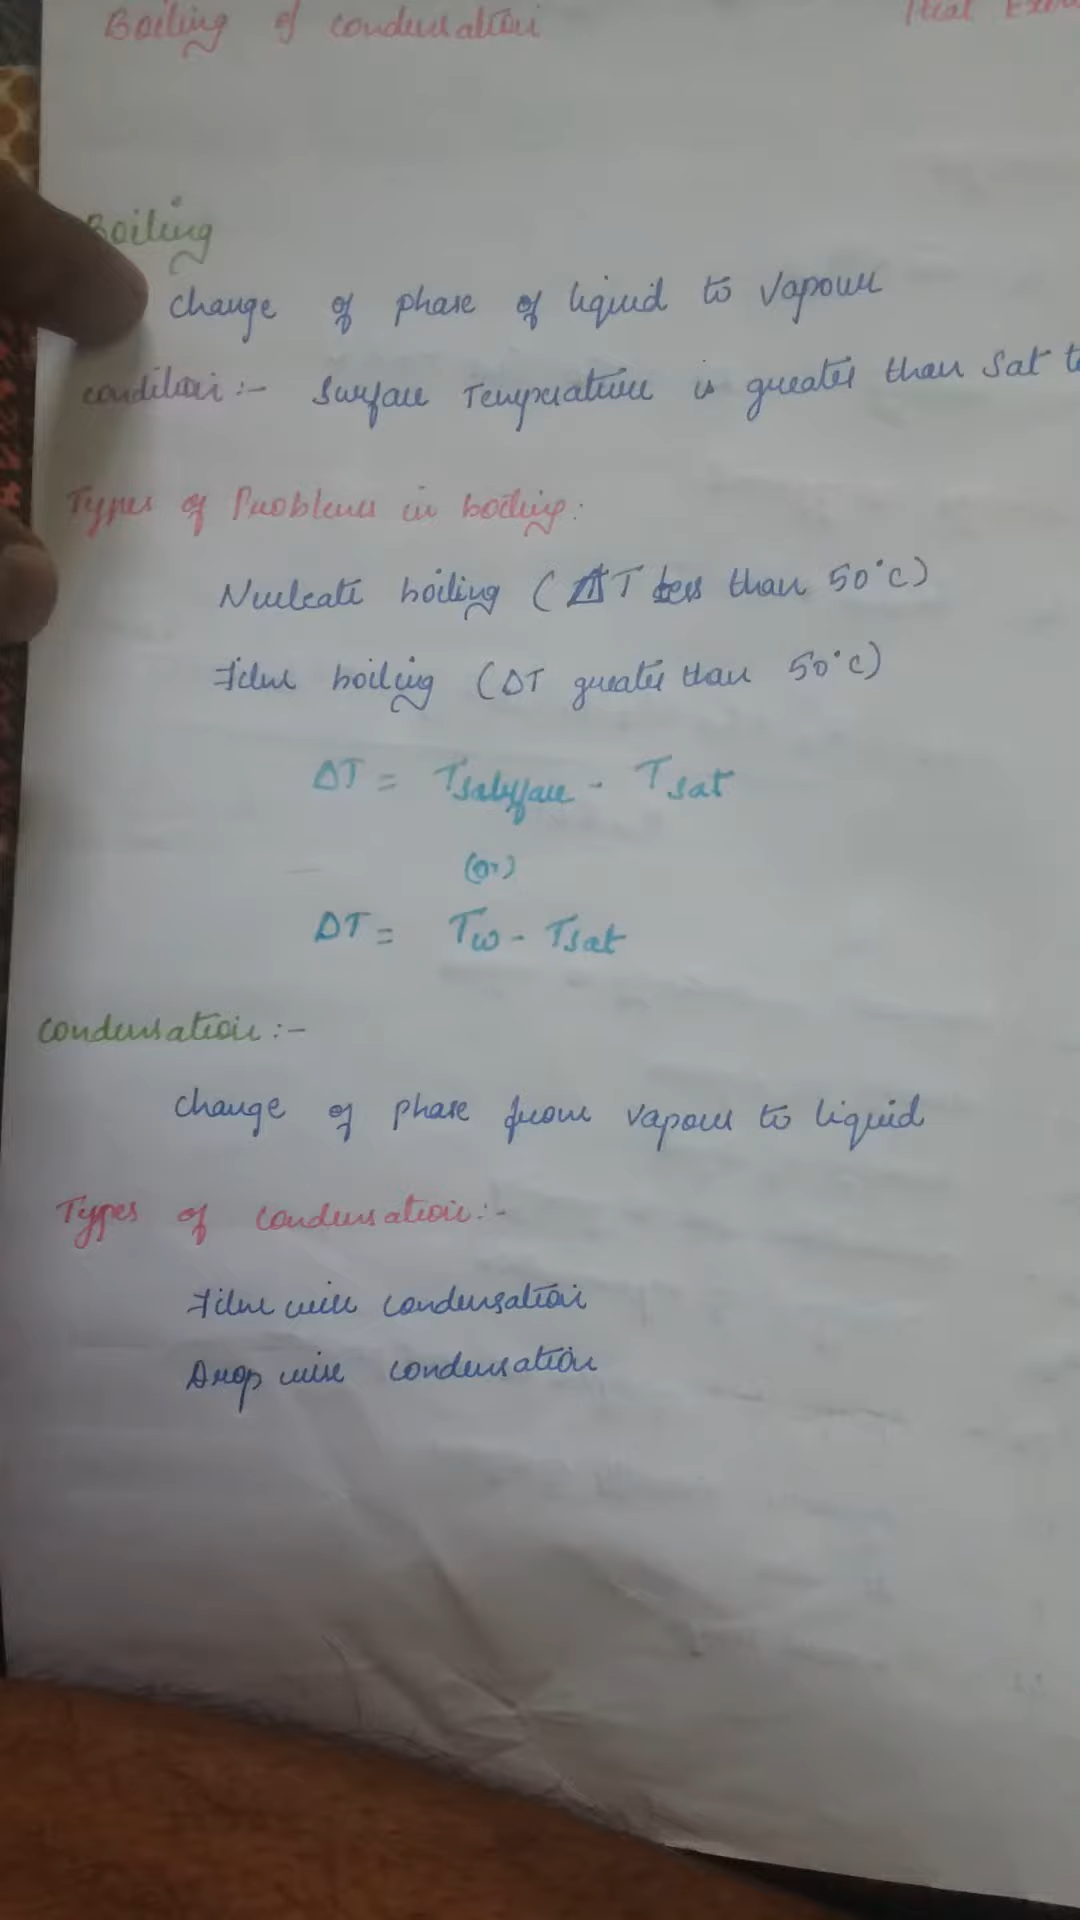 Boiling of condensation Heat
Boiling
change of phase of liquid to vapour
condition :- Surface Temperature is greater than Sat
Types of Problems in boiling:
Nucleate boiling (ΔT less than 50°C)
Film boiling (ΔT greater than 50°C)
ΔT = - Tsat
(or)
ΔT = Tw - Tsat
condensation :-
change of phase from vapour to liquid
Types of condensation :-
Film wise condensation
Drop wise condensation